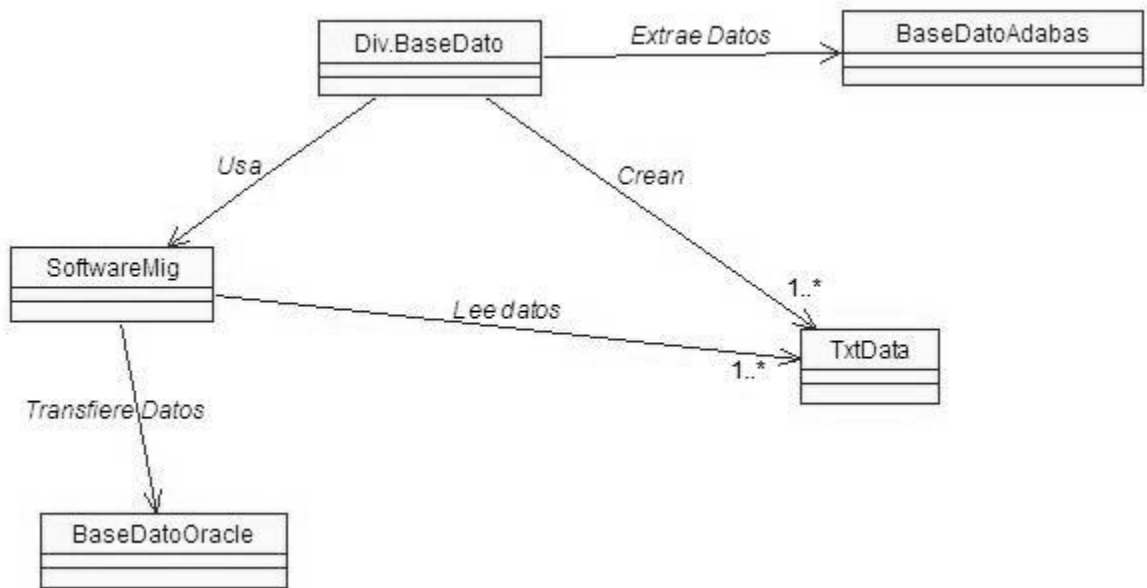 Div.BaseDato
Extrae Datos
BaseDatoAdabas
Usa
Crean
SoftwareMig
1..*
Lee datos
TxtData
1..*
Transfiere Datos
BaseDatoOracle